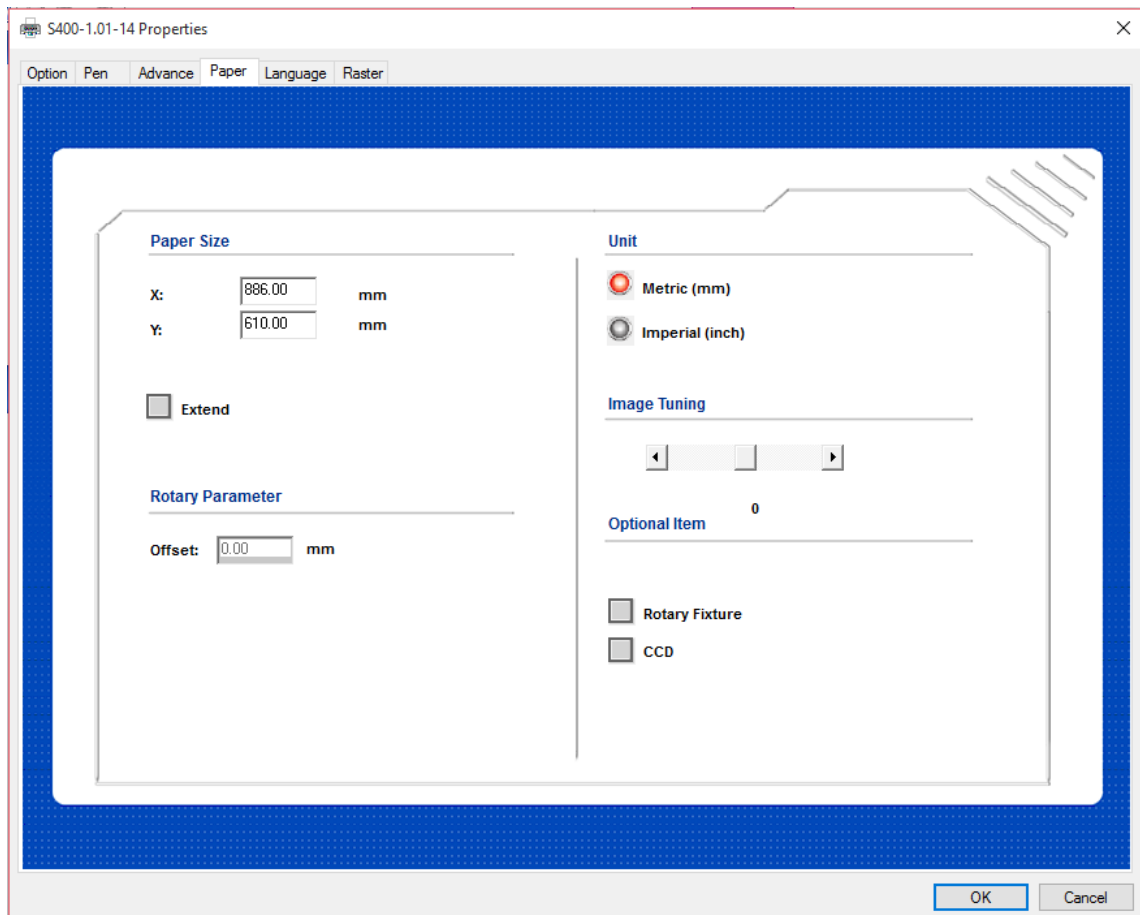 S400-1.01-14 Properties
Option Pen Advance Paper Language Raster
Paper Size
X: 886.00 mm
Y: 610.00 mm
Extend
Rotary Parameter
Offset: 0.00 mm
Unit
Metric (mm)
Imperial (inch)
Image Tuning
0
Optional Item
Rotary Fixture
CCD
OK Cancel